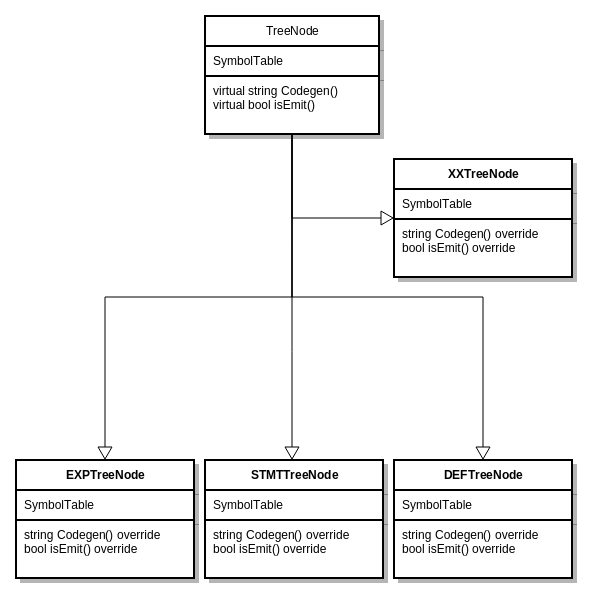 TreeNode
SymbolTable
virtual string Codegen()
virtual bool isEmit()
XXTreeNode
SymbolTable
string Codegen() override
bool isEmit() override
EXPTreeNode
SymbolTable
string Codegen() override
bool isEmit() override
STMTTreeNode
SymbolTable
string Codegen() override
bool isEmit() override
DEFTreeNode
SymbolTable
string Codegen() override
bool isEmit() override